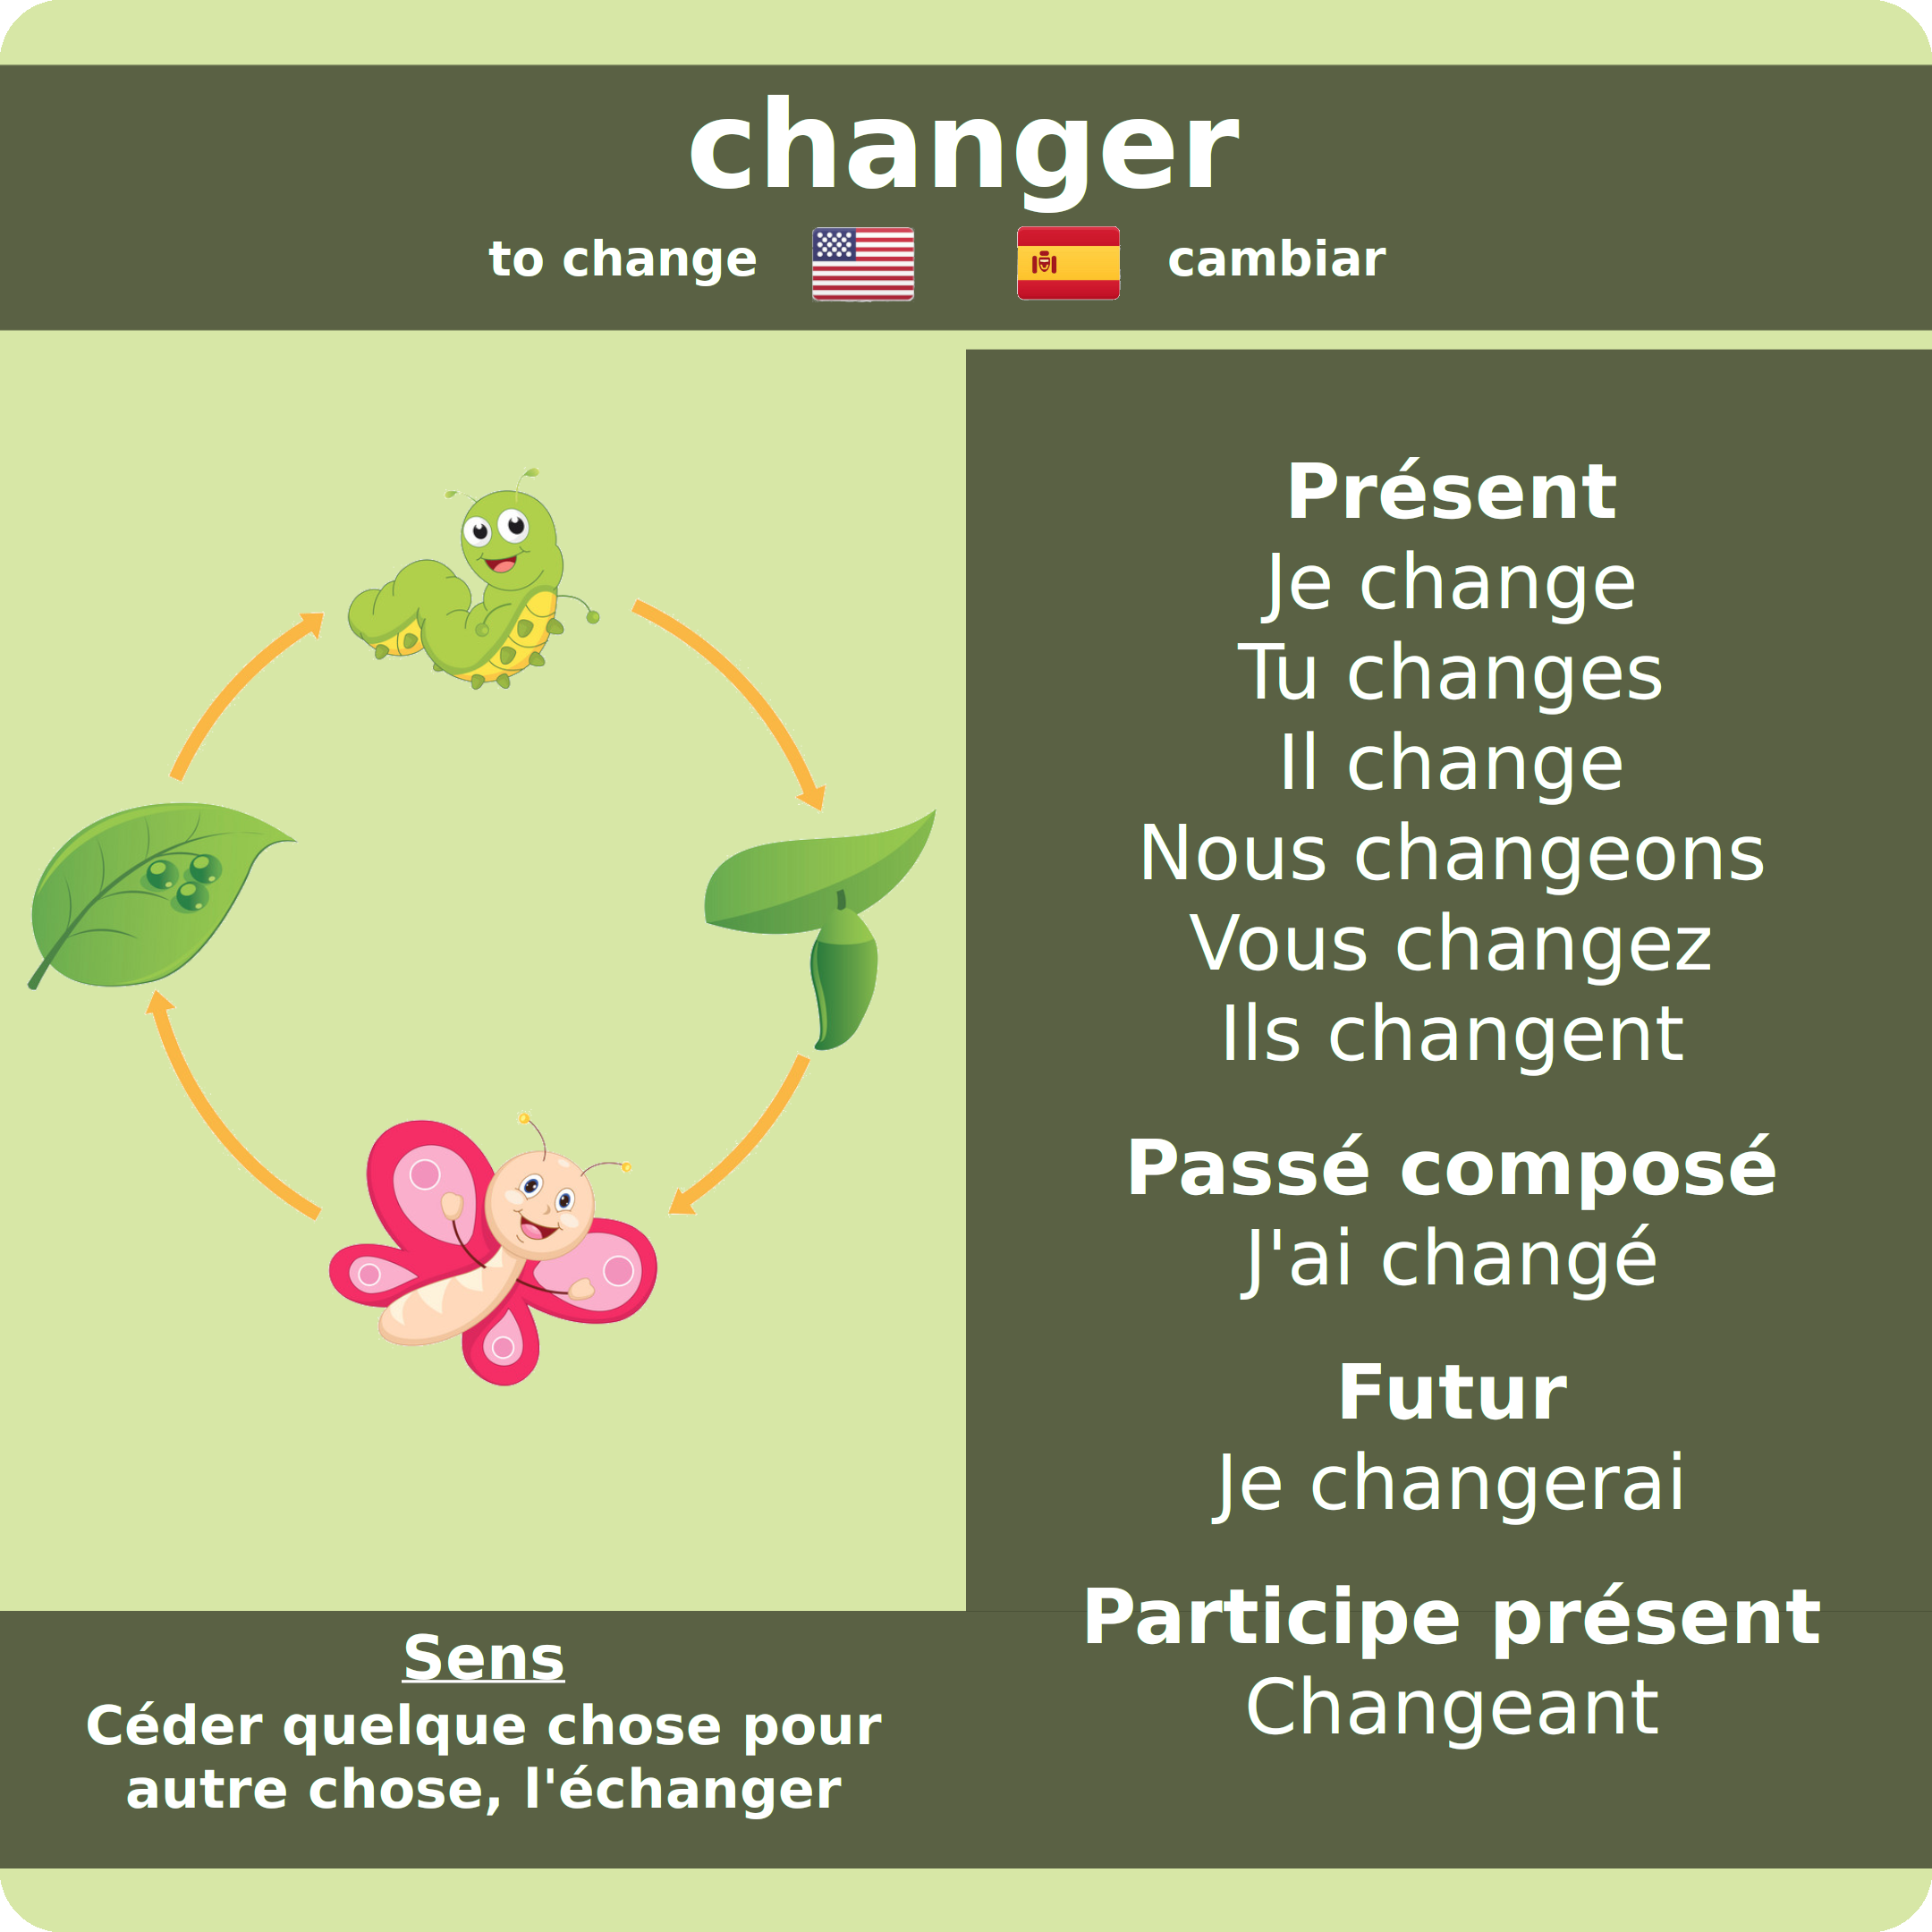 changer
to change
cambiar
Présent
Je change
Tu changes
Il change
Nous changeons
Vous changez
Ils changent
Passé composé
J'ai changé
Futur
Je changerai
Participe présent
Changeant
Sens
Céder quelque chose pour
autre chose, l'échanger